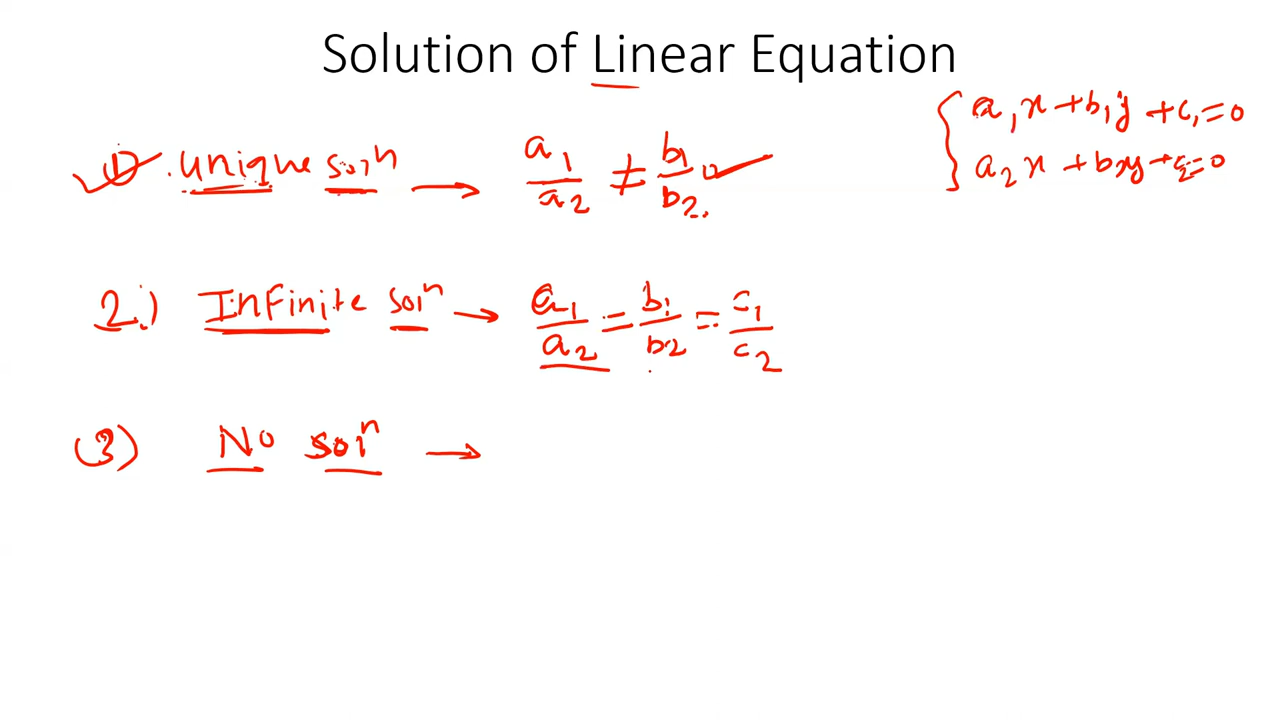 Solution of Linear Equation
a₁x + b₁y + c₁ = 0
a₂x + b₂y + c₂ = 0
① unique solⁿ → a₁/a₂ ≠ b₁/b₂
2.) Infinite solⁿ → a₁/a₂ = b₁/b₂ = c₁/c₂
(3) No solⁿ →